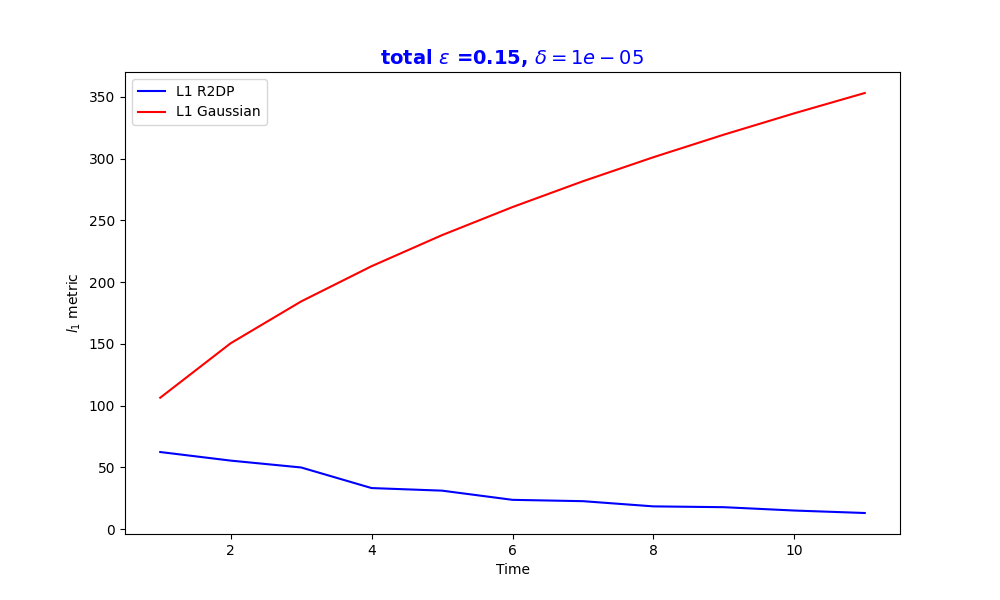 total ε =0.15, δ = 1e − 05
L1 R2DP
L1 Gaussian
350
300
250
200
150
100
50
0
l₁ metric
2 4 6 8 10
Time